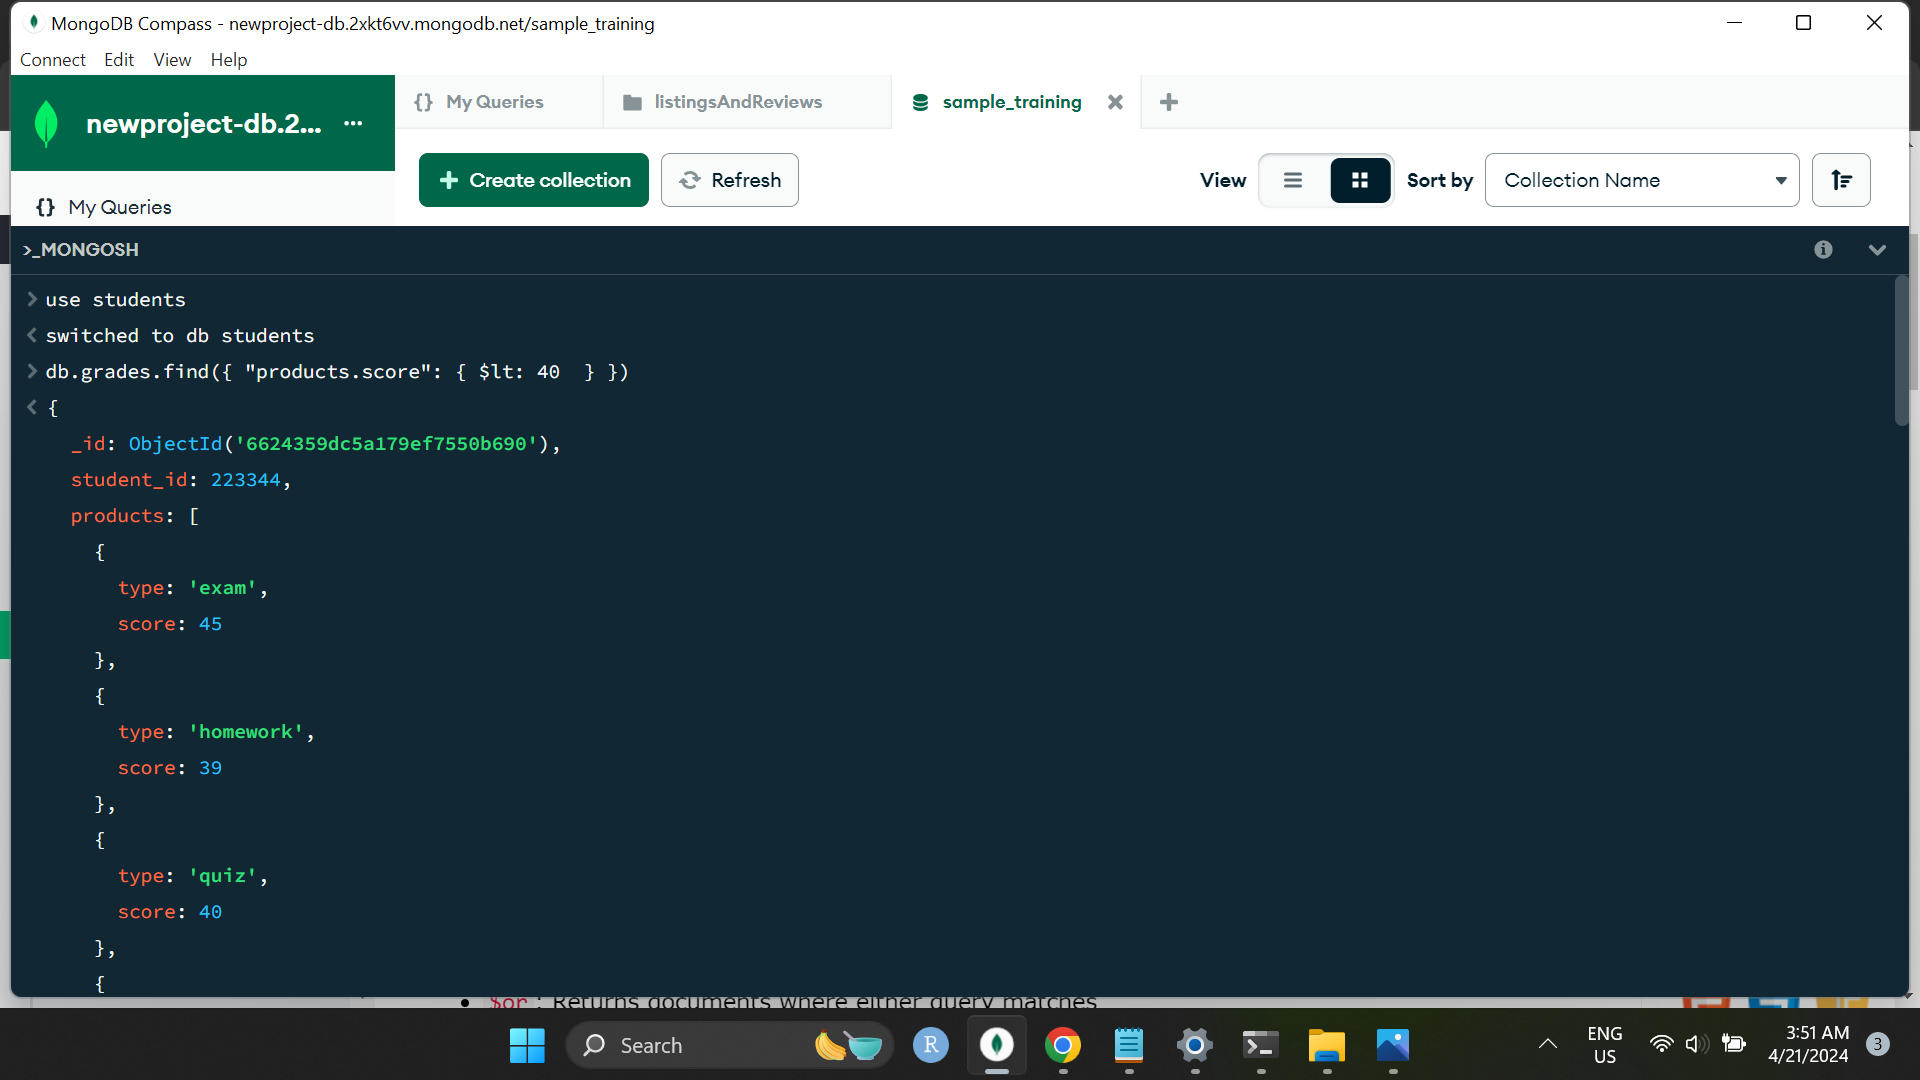 MongoDB Compass - newproject-db.2xkt6vv.mongodb.net/sample_training
Connect Edit View Help
newproject-db.2... ...
{} My Queries listingsAndReviews sample_training
+ Create collection Refresh View Sort by Collection Name
{} My Queries
>_MONGOSH
> use students
< switched to db students
> db.grades.find({ "products.score": { $lt: 40  } })
< {
_id: ObjectId('6624359dc5a179ef7550b690'),
student_id: 223344,
products: [
{
type: 'exam',
score: 45
},
{
type: 'homework',
score: 39
},
{
type: 'quiz',
score: 40
},
{
$or : Returns documents where either query matches
Search R ENG US 3:51 AM 4/21/2024 3